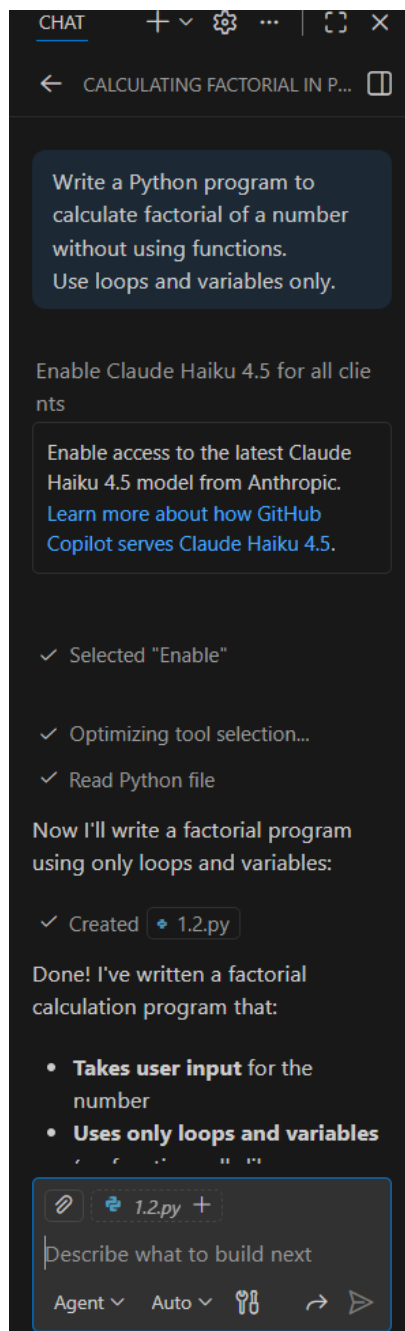 CHAT
CALCULATING FACTORIAL IN P...
Write a Python program to
calculate factorial of a number
without using functions.
Use loops and variables only.
Enable Claude Haiku 4.5 for all clie
nts
Enable access to the latest Claude
Haiku 4.5 model from Anthropic.
Learn more about how GitHub
Copilot serves Claude Haiku 4.5.
Selected "Enable"
Optimizing tool selection...
Read Python file
Now I'll write a factorial program
using only loops and variables:
Created 1.2.py
Done! I've written a factorial
calculation program that:
• Takes user input for the
number
• Uses only loops and variables
1.2.py
Describe what to build next
Agent Auto